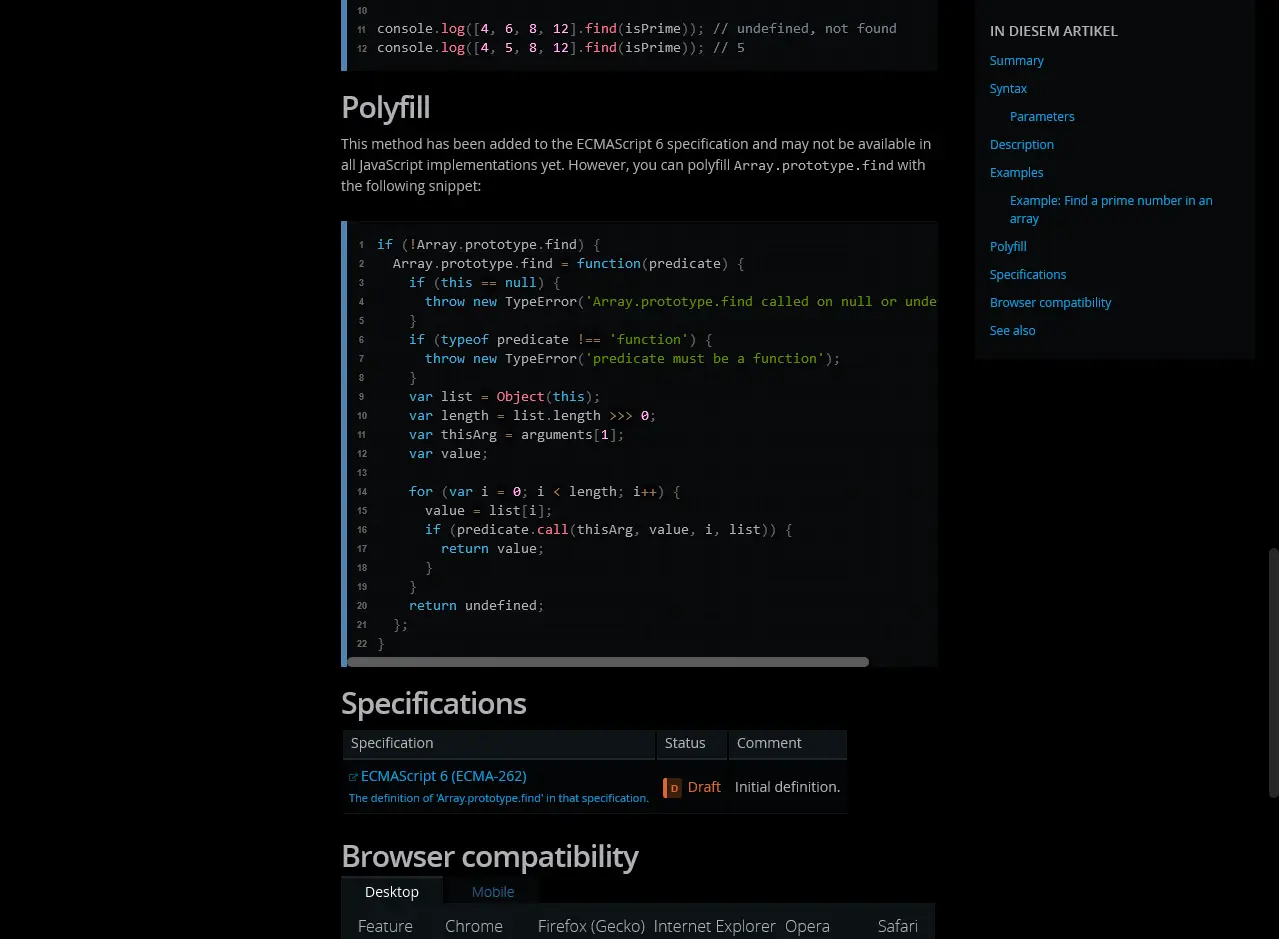 10
11 console.log([4, 6, 8, 12].find(isPrime)); // undefined, not found
12 console.log([4, 5, 8, 12].find(isPrime)); // 5
Polyfill
This method has been added to the ECMAScript 6 specification and may not be available in
all JavaScript implementations yet. However, you can polyfill Array.prototype.find with
the following snippet:
1 if (!Array.prototype.find) {
2   Array.prototype.find = function(predicate) {
3     if (this == null) {
4       throw new TypeError('Array.prototype.find called on null or unde
5     }
6     if (typeof predicate !== 'function') {
7       throw new TypeError('predicate must be a function');
8     }
9     var list = Object(this);
10     var length = list.length >>> 0;
11     var thisArg = arguments[1];
12     var value;
13
14     for (var i = 0; i < length; i++) {
15       value = list[i];
16       if (predicate.call(thisArg, value, i, list)) {
17         return value;
18       }
19     }
20     return undefined;
21   };
22 }
Specifications
Specification Status Comment
ECMAScript 6 (ECMA-262)
The definition of 'Array.prototype.find' in that specification.
D Draft Initial definition.
Browser compatibility
Desktop Mobile
Feature Chrome Firefox (Gecko) Internet Explorer Opera Safari
IN DIESEM ARTIKEL
Summary
Syntax
Parameters
Description
Examples
Example: Find a prime number in an
array
Polyfill
Specifications
Browser compatibility
See also